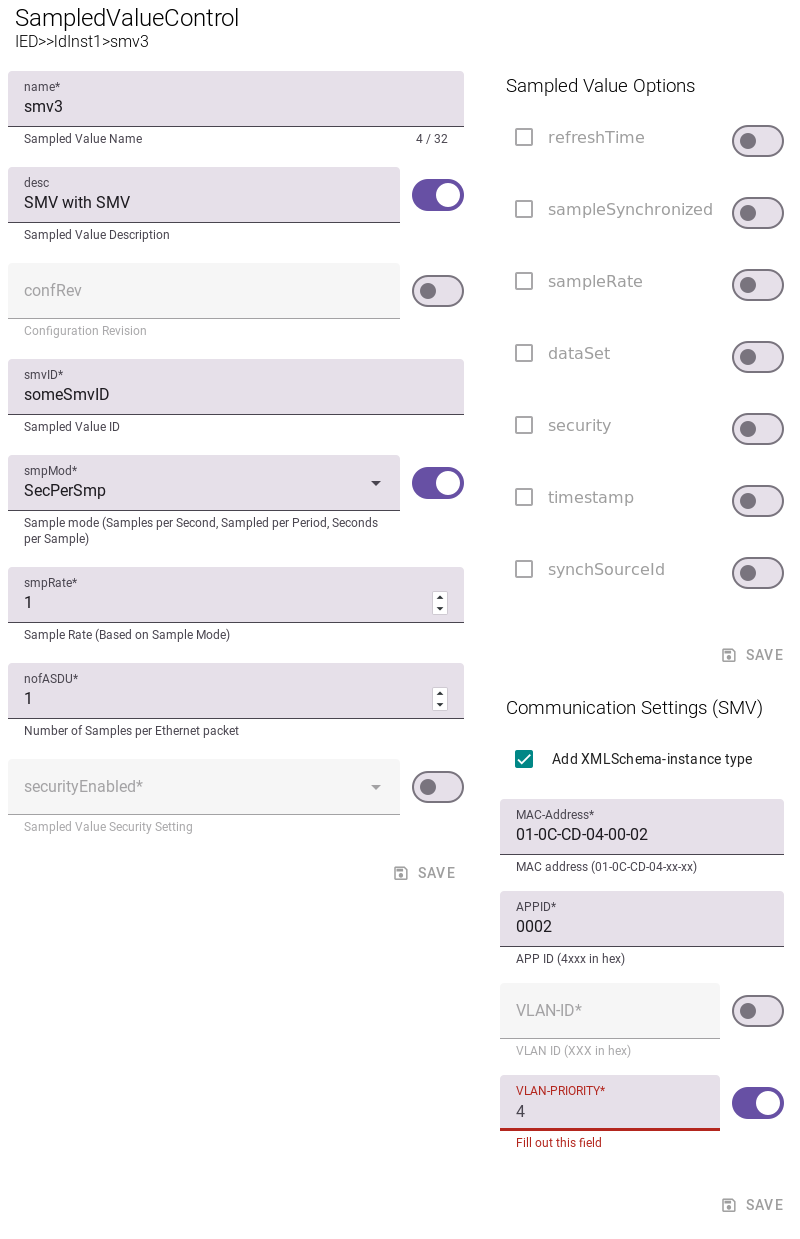 SampledValueControl
IED>>IdInst1>smv3
name*
smv3
Sampled Value Name
4 / 32
desc
SMV with SMV
Sampled Value Description
confRev
Configuration Revision
smvID*
someSmvID
Sampled Value ID
smpMod*
SecPerSmp
Sample mode (Samples per Second, Sampled per Period, Seconds
per Sample)
smpRate*
1
Sample Rate (Based on Sample Mode)
nofASDU*
1
Number of Samples per Ethernet packet
securityEnabled*
Sampled Value Security Setting
SAVE
Sampled Value Options
refreshTime
sampleSynchronized
sampleRate
dataSet
security
timestamp
synchSourceId
SAVE
Communication Settings (SMV)
Add XMLSchema-instance type
MAC-Address*
01-0C-CD-04-00-02
MAC address (01-0C-CD-04-xx-xx)
APPID*
0002
APP ID (4xxx in hex)
VLAN-ID*
VLAN ID (XXX in hex)
VLAN-PRIORITY*
4
Fill out this field
SAVE